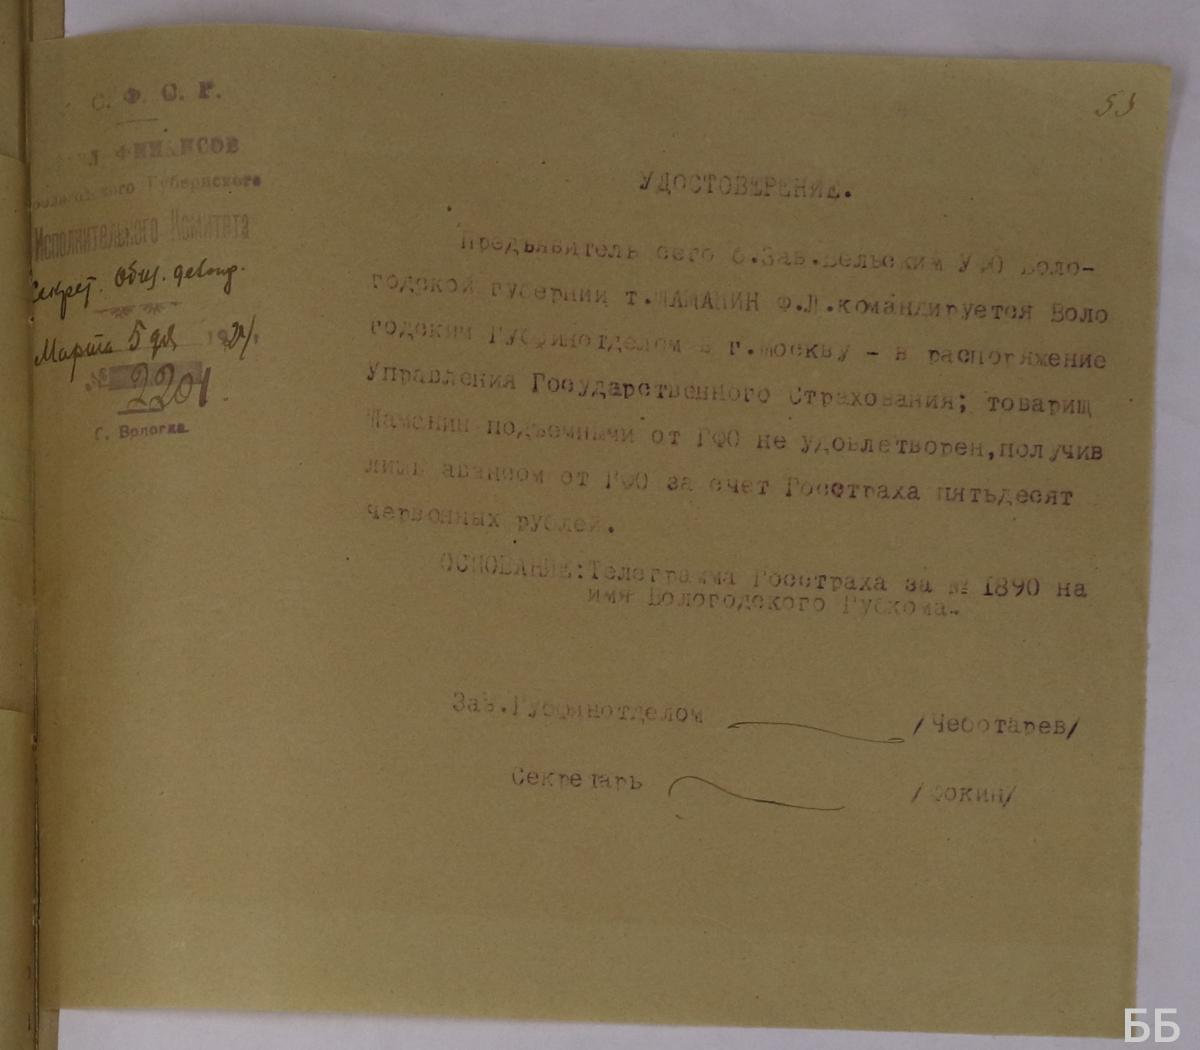 С. Ф. С. Р.
ФИНАНСОВ
Губернского
Исполнительного Комитета
Секрет. Общ.
Марта 5 дня 1924.
№ 2201.
Г. Вологда.
53
УДОСТОВЕРЕНИЕ.
Предъявитель сего б.Зав.Вельским УФО Воло-
годской губернии т.ШАМАНИН Ф.Л.командируется Воло
годским Губфинотделом в г.Москву - в распоряжение
Управления Государственного Страхования; товарищ
Шаманин подъемными от ГФО не удовлетворен,получив
лишь авансом от ГФО за счет Госстраха пятьдесят
червонных рублей.
ОСНОВАНИЕ:Телеграмма Госстраха за № 1890 на
имя Вологодского Губкома.-
Зав.Губфинотделом /Чеботарев/
Секретарь /Фокин/
ББ